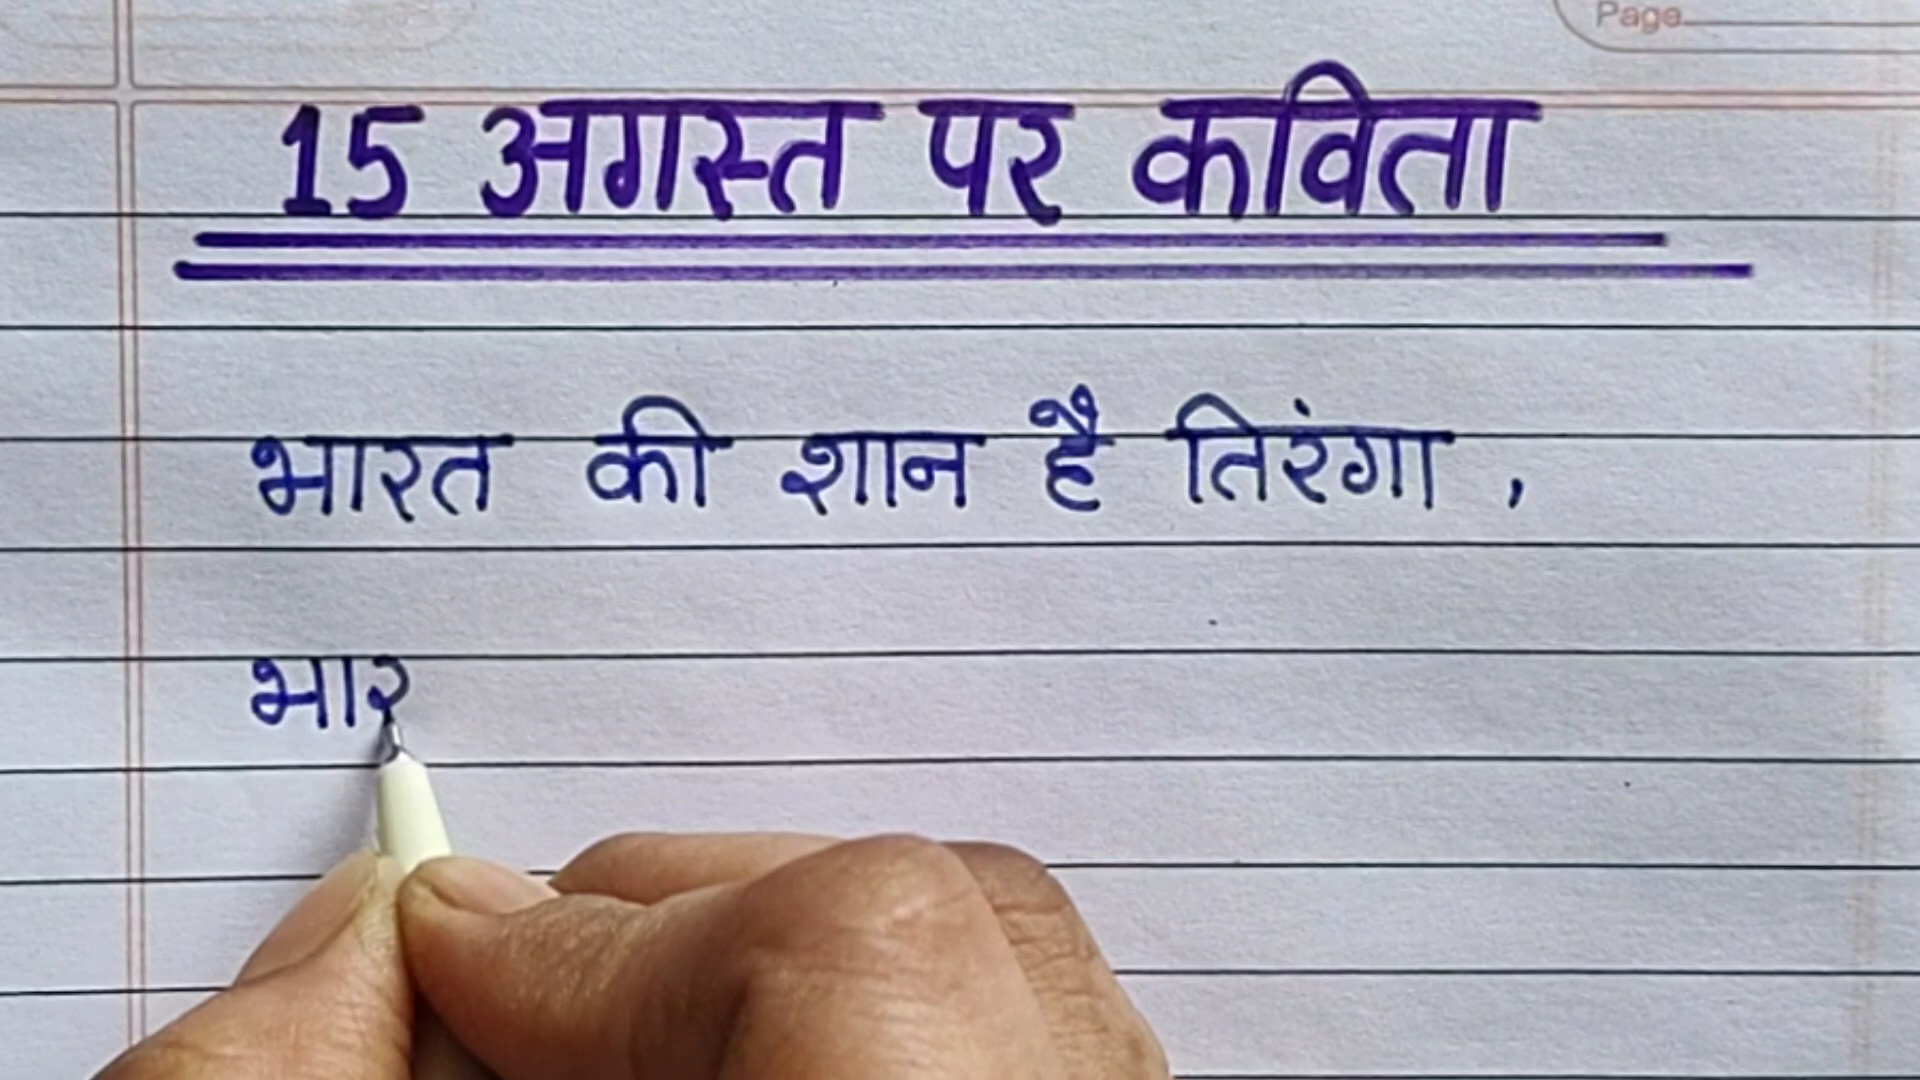 Page
15 अगस्त पर कविता
भारत की शान है तिरंगा ,
भार